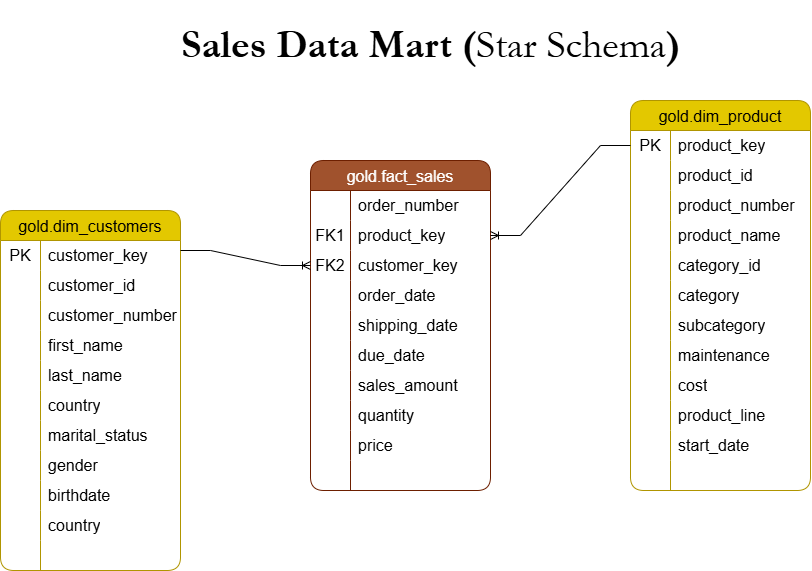 Sales Data Mart (Star Schema)
gold.dim_customers
PK customer_key
customer_id
customer_number
first_name
last_name
country
marital_status
gender
birthdate
country
gold.fact_sales
order_number
FK1 product_key
FK2 customer_key
order_date
shipping_date
due_date
sales_amount
quantity
price
gold.dim_product
PK product_key
product_id
product_number
product_name
category_id
category
subcategory
maintenance
cost
product_line
start_date